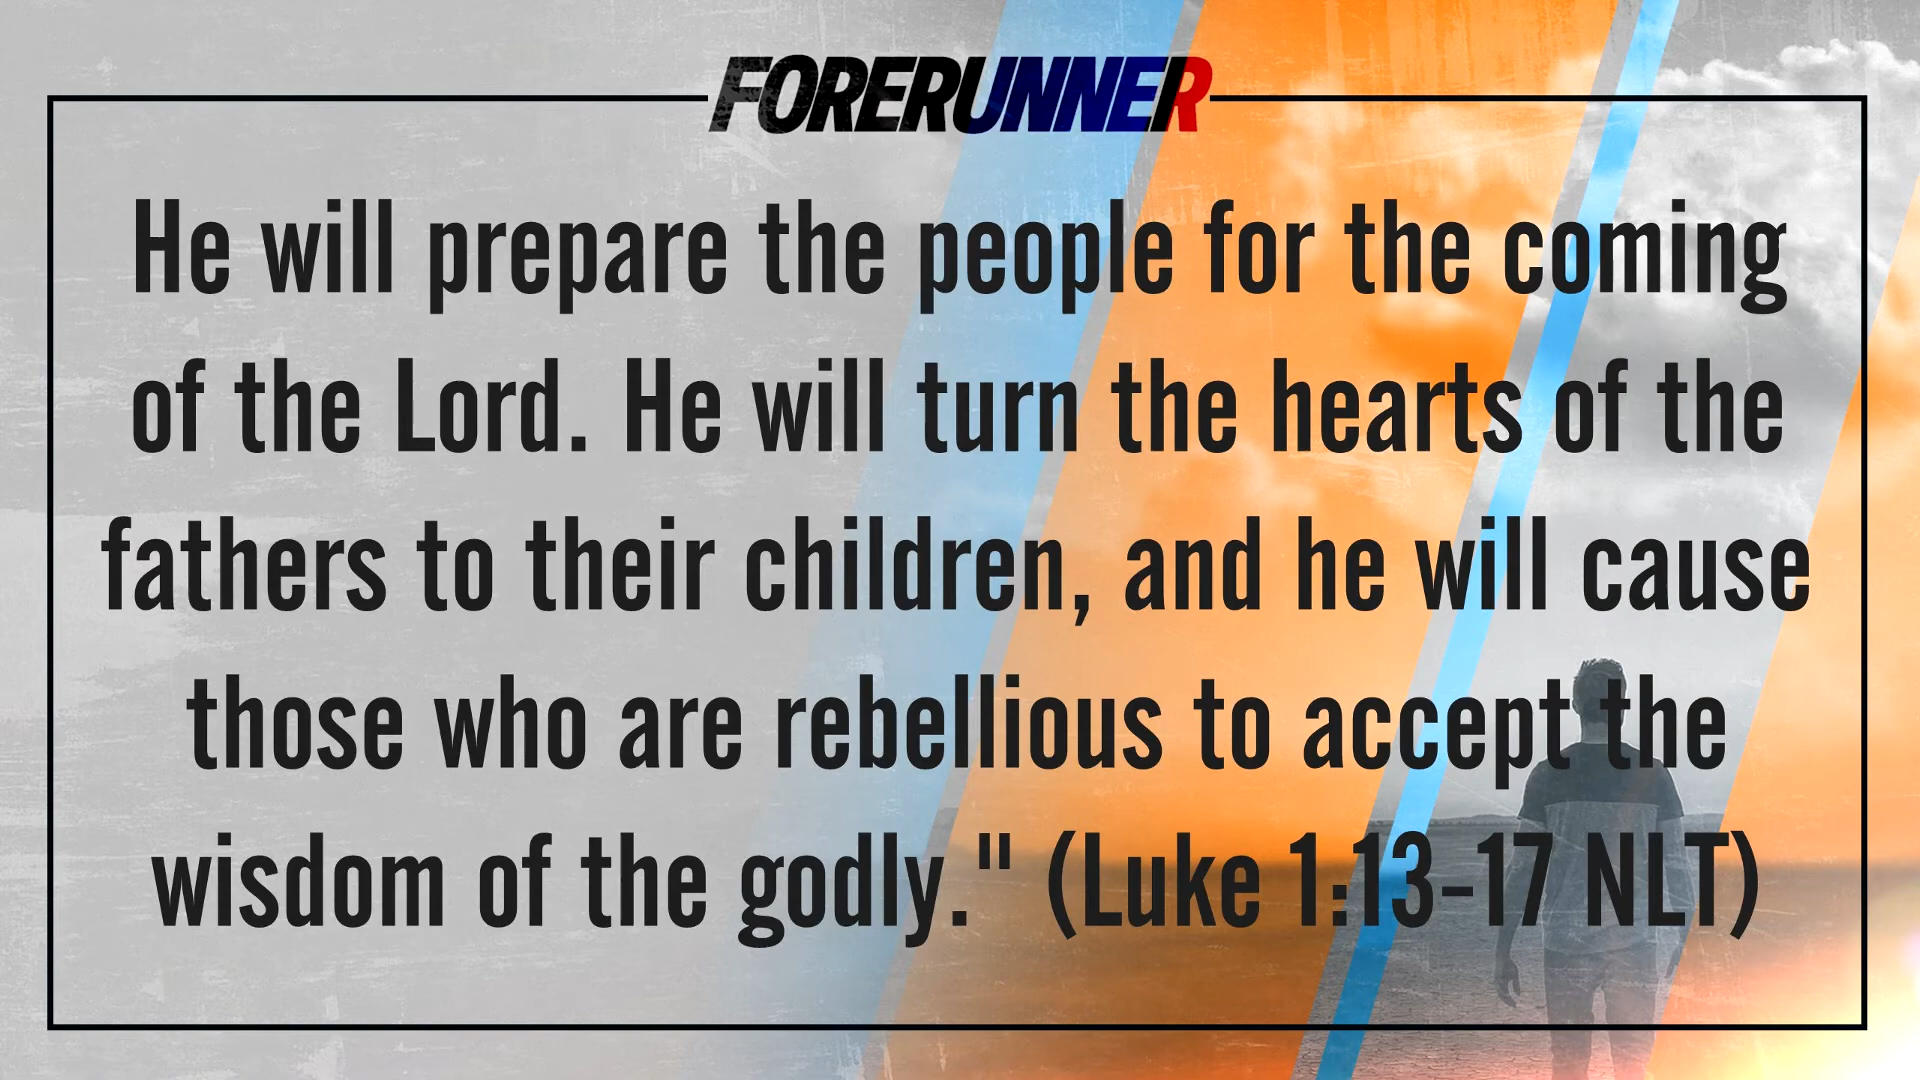 FORERUNNER
He will prepare the people for the coming
of the Lord. He will turn the hearts of the
fathers to their children, and he will cause
those who are rebellious to accept the
wisdom of the godly." (Luke 1:13-17 NLT)